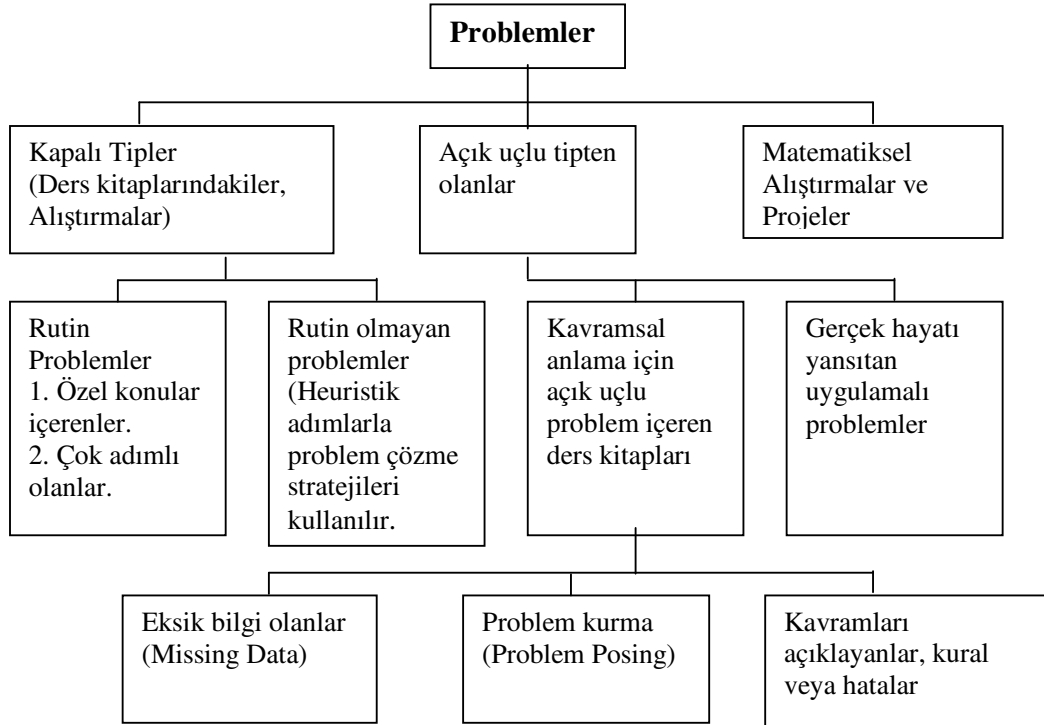 Problemler
Kapalı Tipler
(Ders kitaplarındakiler,
Alıştırmalar)
Açık uçlu tipten
olanlar
Matematiksel
Alıştırmalar ve
Projeler
Rutin
Problemler
1. Özel konular
içerenler.
2. Çok adımlı
olanlar.
Rutin olmayan
problemler
(Heuristik
adımlarla
problem çözme
stratejileri
kullanılır.
Kavramsal
anlama için
açık uçlu
problem içeren
ders kitapları
Gerçek hayatı
yansıtan
uygulamalı
problemler
Eksik bilgi olanlar
(Missing Data)
Problem kurma
(Problem Posing)
Kavramları
açıklayanlar, kural
veya hatalar